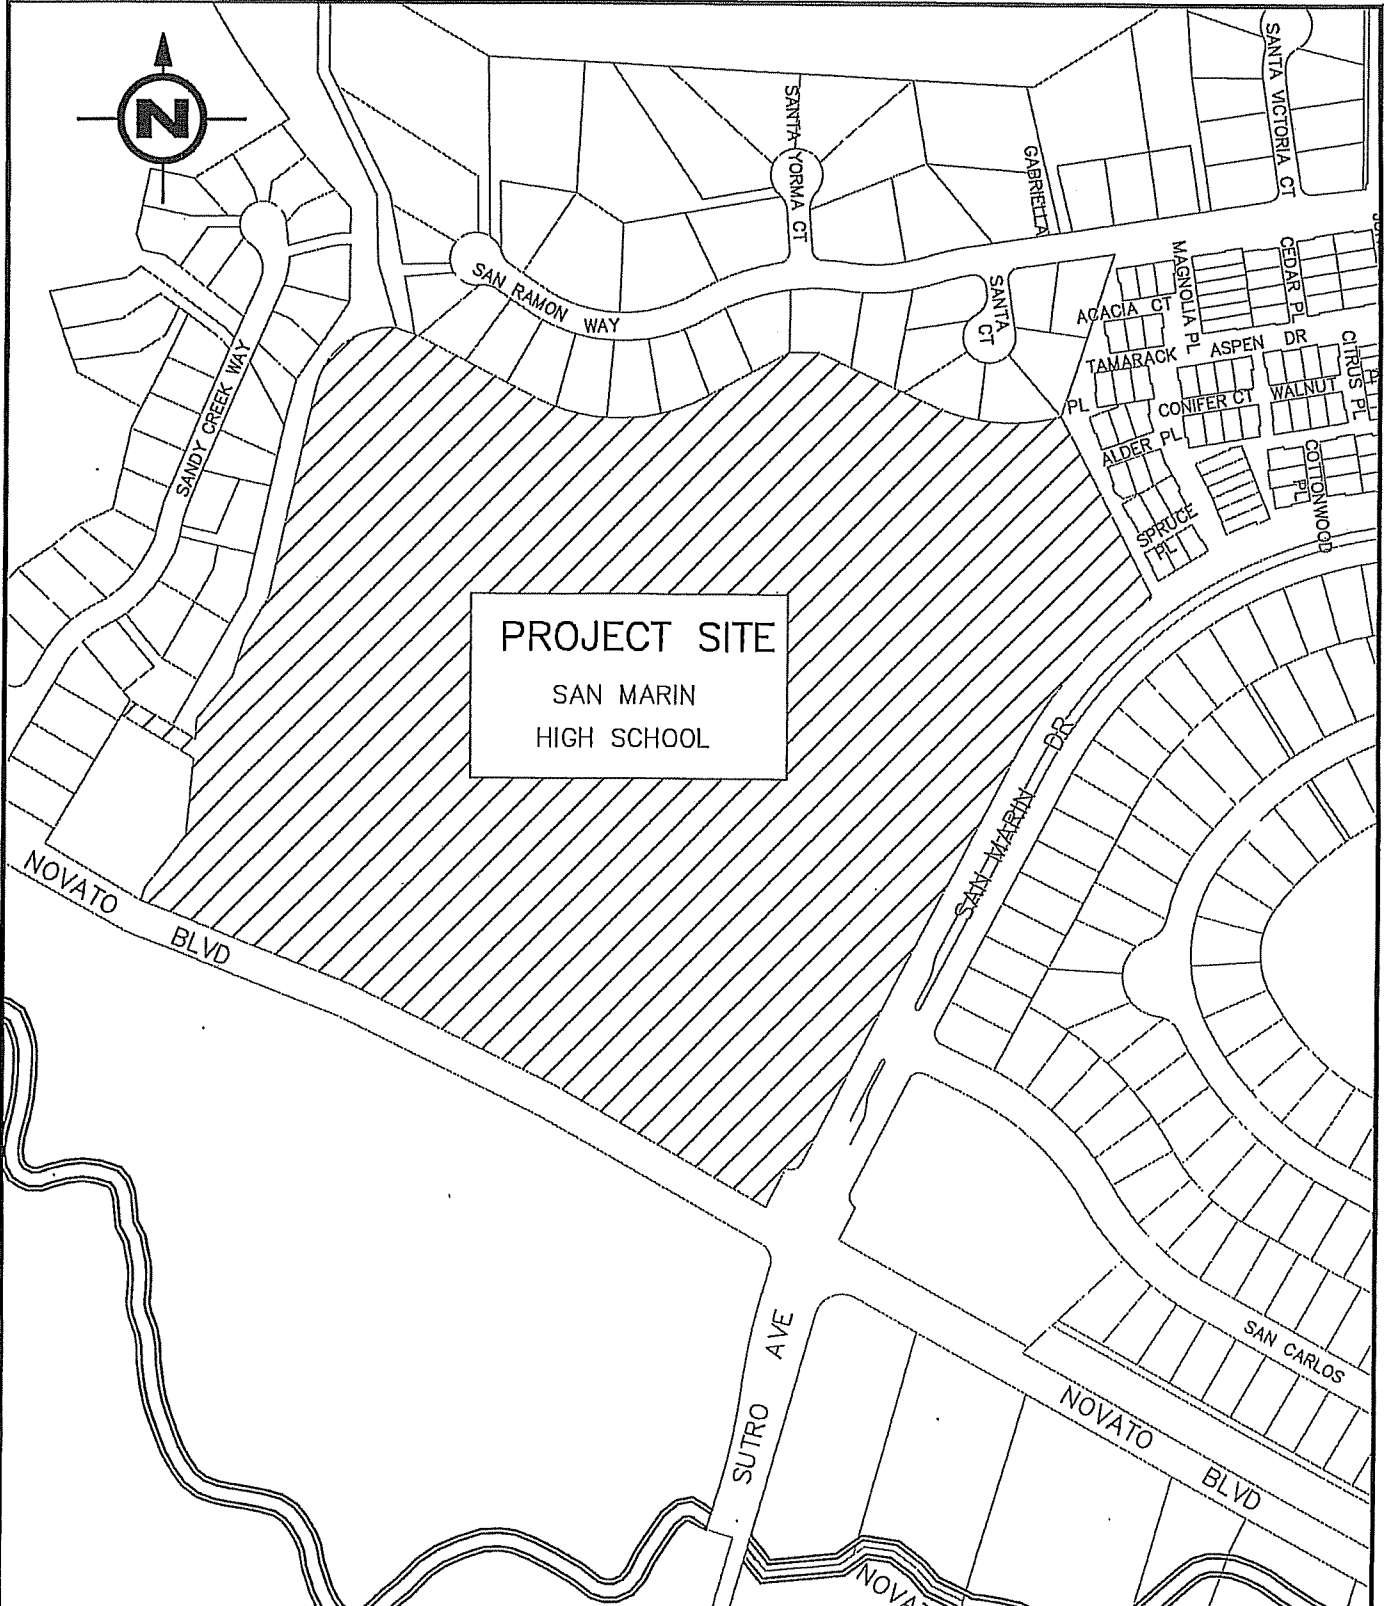 N
SANTA VICTORIA CT
SANTA YORMA CT
GABRIELLA
SAN RAMON WAY
SANTA
CT
MAGNOLIA PL
CEDAR PL
ACACIA CT
TAMARACK
PL
ASPEN DR
CITRUS PL
CONIFER CT
WALNUT
PL
ALDER PL
COTTONWOOD
PL
SPRUCE
PL
SANDY CREEK WAY
PROJECT SITE
SAN MARIN
HIGH SCHOOL
SAN MARIN DR
NOVATO
BLVD
SUTRO AVE
SAN CARLOS
NOVATO
BLVD